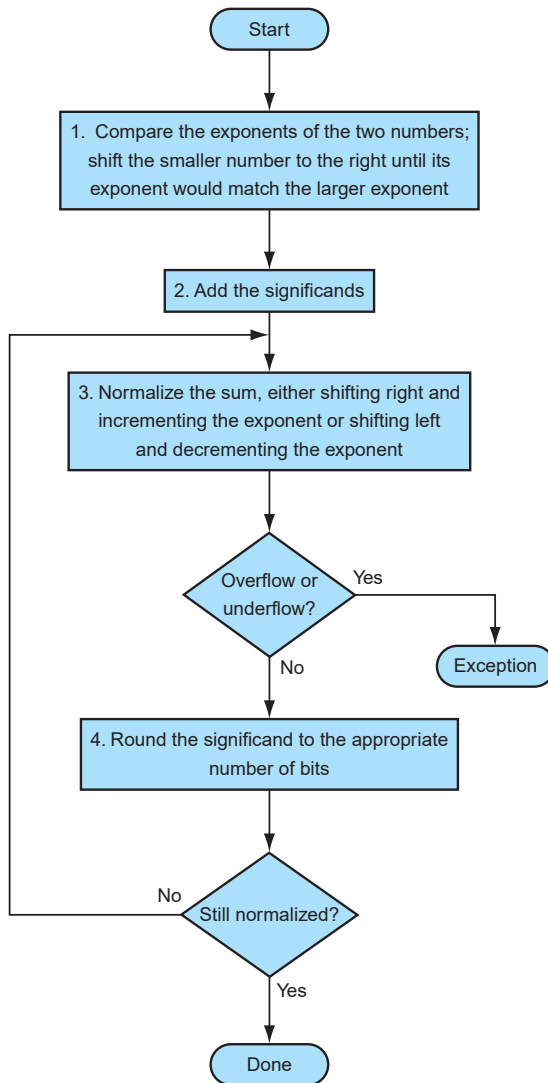 Start
1. Compare the exponents of the two numbers;
shift the smaller number to the right until its
exponent would match the larger exponent
2. Add the significands
3. Normalize the sum, either shifting right and
incrementing the exponent or shifting left
and decrementing the exponent
Overflow or
underflow?
Yes
Exception
No
4. Round the significand to the appropriate
number of bits
No
Still normalized?
Yes
Done